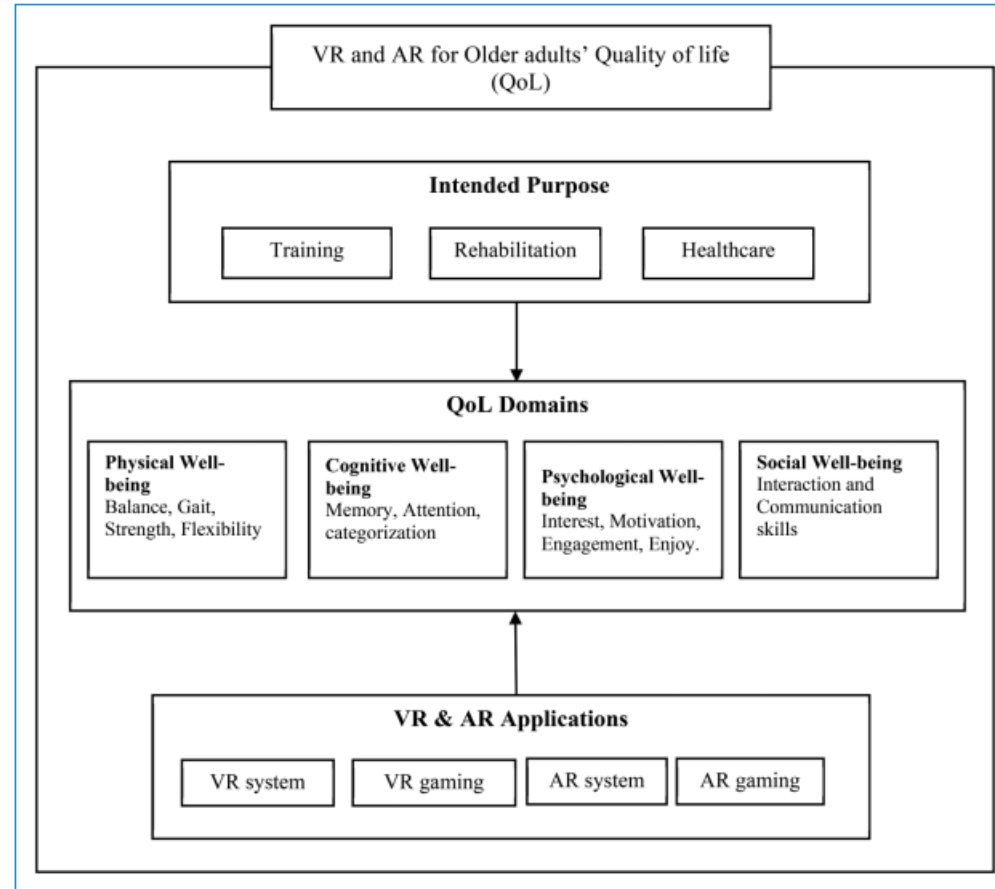 VR and AR for Older adults’ Quality of life
(QoL)
Intended Purpose
Training
Rehabilitation
Healthcare
QoL Domains
Physical Well-
being
Balance, Gait,
Strength, Flexibility
Cognitive Well-
being
Memory, Attention,
categorization
Psychological Well-
being
Interest, Motivation,
Engagement, Enjoy.
Social Well-being
Interaction and
Communication
skills
VR & AR Applications
VR system
VR gaming
AR system
AR gaming